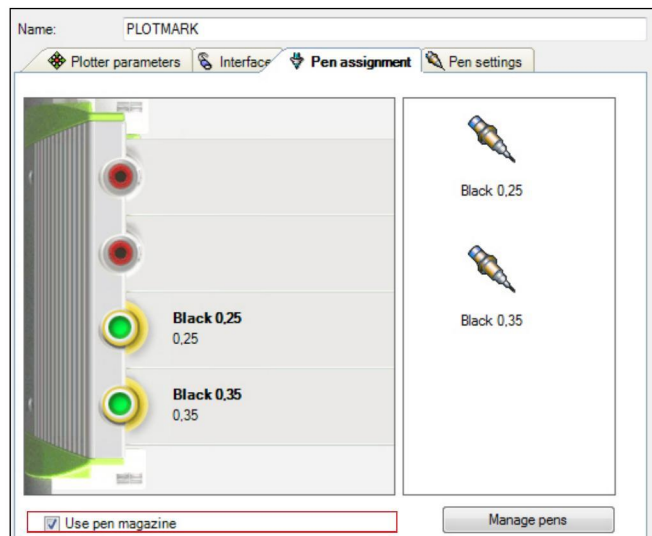 Name: PLOTMARK
Plotter parameters Interface Pen assignment Pen settings
Black 0,25
0,25
Black 0,35
0,35
Black 0,25
Black 0,35
Use pen magazine
Manage pens